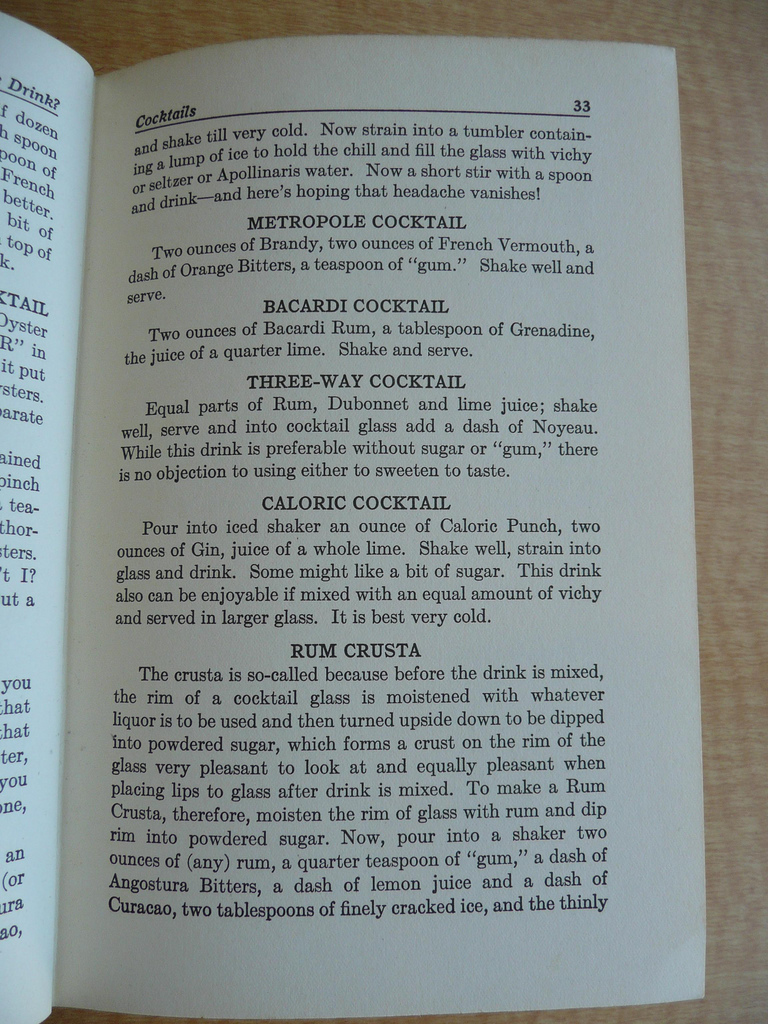 Drink?
f dozen
h spoon
poon of
French
better.
bit of
top of
k.
KTAIL
Oyster
R" in
it put
sters.
parate
ained
pinch
tea-
thor-
sters.
't I?
ut a
you
that
that
ter,
you
one,
an
(or
ura
ao,
Cocktails 33
and shake till very cold. Now strain into a tumbler contain-
ing a lump of ice to hold the chill and fill the glass with vichy
or seltzer or Apollinaris water. Now a short stir with a spoon
and drink—and here's hoping that headache vanishes!
METROPOLE COCKTAIL
Two ounces of Brandy, two ounces of French Vermouth, a
dash of Orange Bitters, a teaspoon of "gum." Shake well and
serve.
BACARDI COCKTAIL
Two ounces of Bacardi Rum, a tablespoon of Grenadine,
the juice of a quarter lime. Shake and serve.
THREE-WAY COCKTAIL
Equal parts of Rum, Dubonnet and lime juice; shake
well, serve and into cocktail glass add a dash of Noyeau.
While this drink is preferable without sugar or "gum," there
is no objection to using either to sweeten to taste.
CALORIC COCKTAIL
Pour into iced shaker an ounce of Caloric Punch, two
ounces of Gin, juice of a whole lime. Shake well, strain into
glass and drink. Some might like a bit of sugar. This drink
also can be enjoyable if mixed with an equal amount of vichy
and served in larger glass. It is best very cold.
RUM CRUSTA
The crusta is so-called because before the drink is mixed,
the rim of a cocktail glass is moistened with whatever
liquor is to be used and then turned upside down to be dipped
into powdered sugar, which forms a crust on the rim of the
glass very pleasant to look at and equally pleasant when
placing lips to glass after drink is mixed. To make a Rum
Crusta, therefore, moisten the rim of glass with rum and dip
rim into powdered sugar. Now, pour into a shaker two
ounces of (any) rum, a quarter teaspoon of "gum," a dash of
Angostura Bitters, a dash of lemon juice and a dash of
Curacao, two tablespoons of finely cracked ice, and the thinly